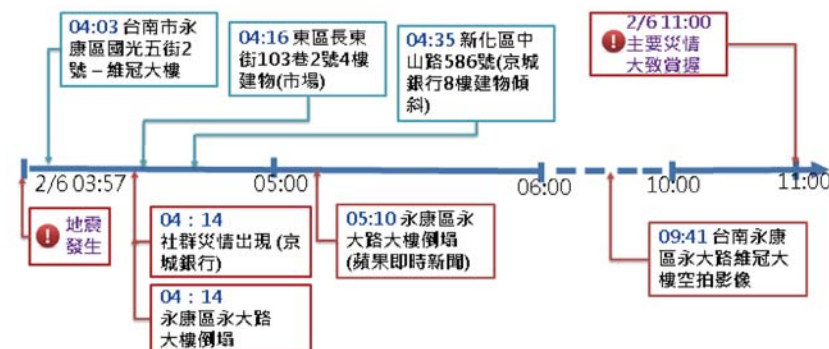 04:03 台南市永
康區國光五街2
號 – 維冠大樓
04:16 東區長東
街103巷2號4樓
建物(市場)
04:35 新化區中
山路586號(京城
銀行8樓建物傾
斜)
2/6 11:00
主要災情
大致掌握
2/6 03:57
05:00
06:00
10:00
11:00
地震
發生
04：14
社群災情出現 (京
城銀行)
04：14
永康區永大路
大樓倒塌
05:10 永康區永
大路大樓倒塌
(蘋果即時新聞)
09:41 台南永康
區永大路維冠大
樓空拍影像